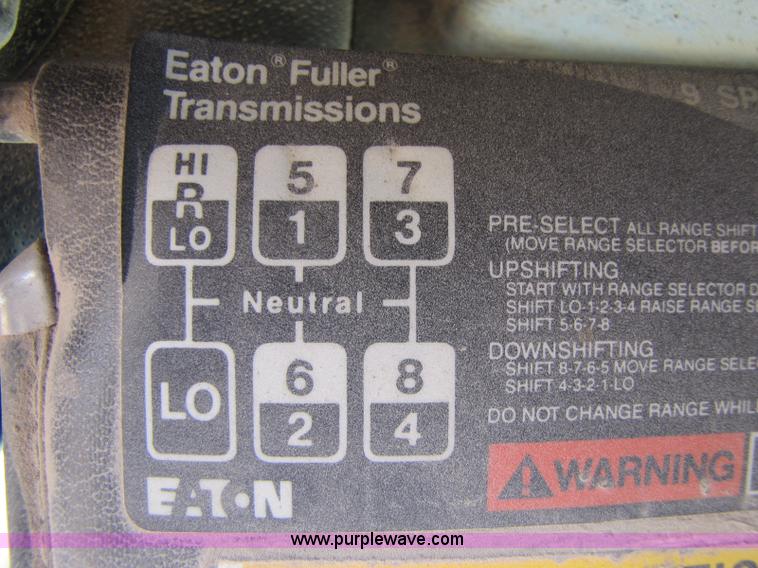 Eaton® Fuller®
Transmissions
9 SP
HI 5 7
R
LO 1 3
Neutral
LO 6 8
2 4
PRE-SELECT ALL RANGE SHIFT
(MOVE RANGE SELECTOR BEFOR
UPSHIFTING
START WITH RANGE SELECTOR D
SHIFT LO-1-2-3-4 RAISE RANGE SE
SHIFT 5-6-7-8
DOWNSHIFTING
SHIFT 8-7-6-5 MOVE RANGE SELEC
SHIFT 4-3-2-1-LO
DO NOT CHANGE RANGE WHIL
WARNING
EATON
www.purplewave.com